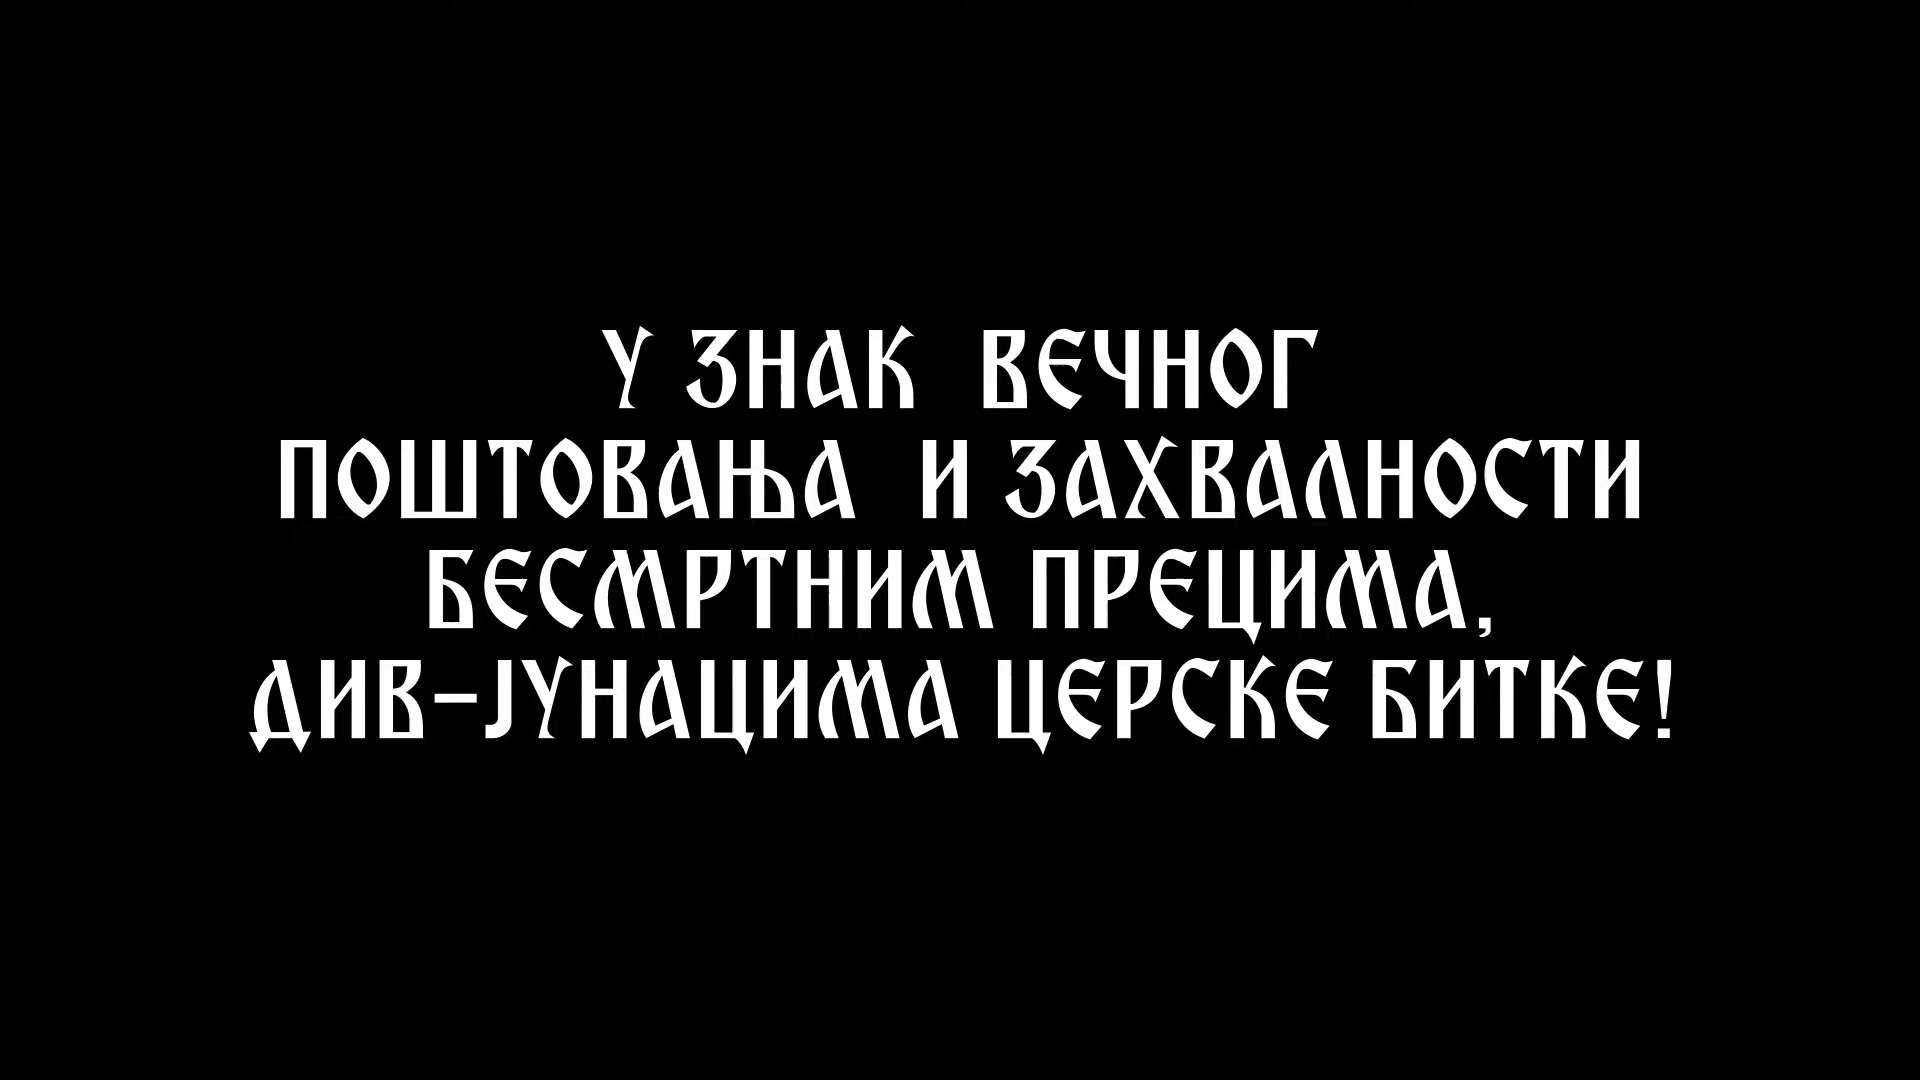 У ЗНАК ВЕЧНОГ
ПОШТОВАЊА И ЗАХВАЛНОСТИ
БЕСМРТНИМ ПРЕЦИМА,
ДИВ-ЈУНАЦИМА ЦЕРСКЕ БИТКЕ!